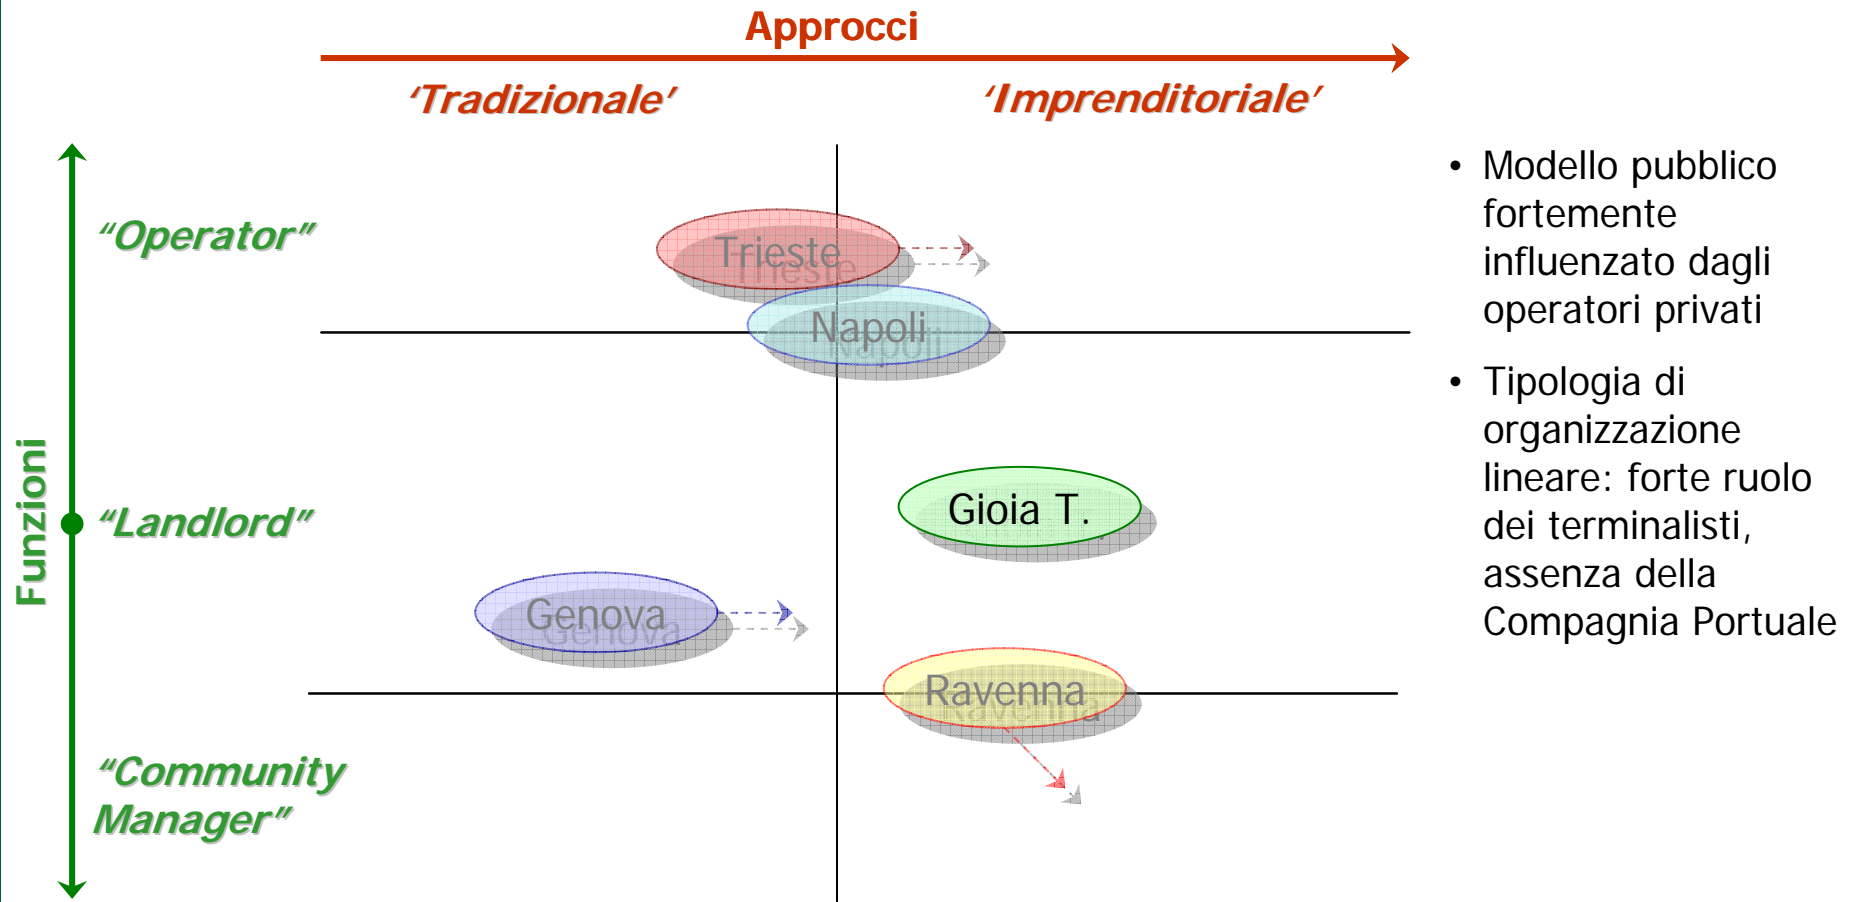 Approcci
‘Tradizionale’
‘Imprenditoriale’
“Operator”
Trieste
Napoli
Funzioni
“Landlord”
Gioia T.
Genova
Ravenna
“Community
Manager”
• Modello pubblico
fortemente
influenzato dagli
operatori privati
• Tipologia di
organizzazione
lineare: forte ruolo
dei terminalisti,
assenza della
Compagnia Portuale